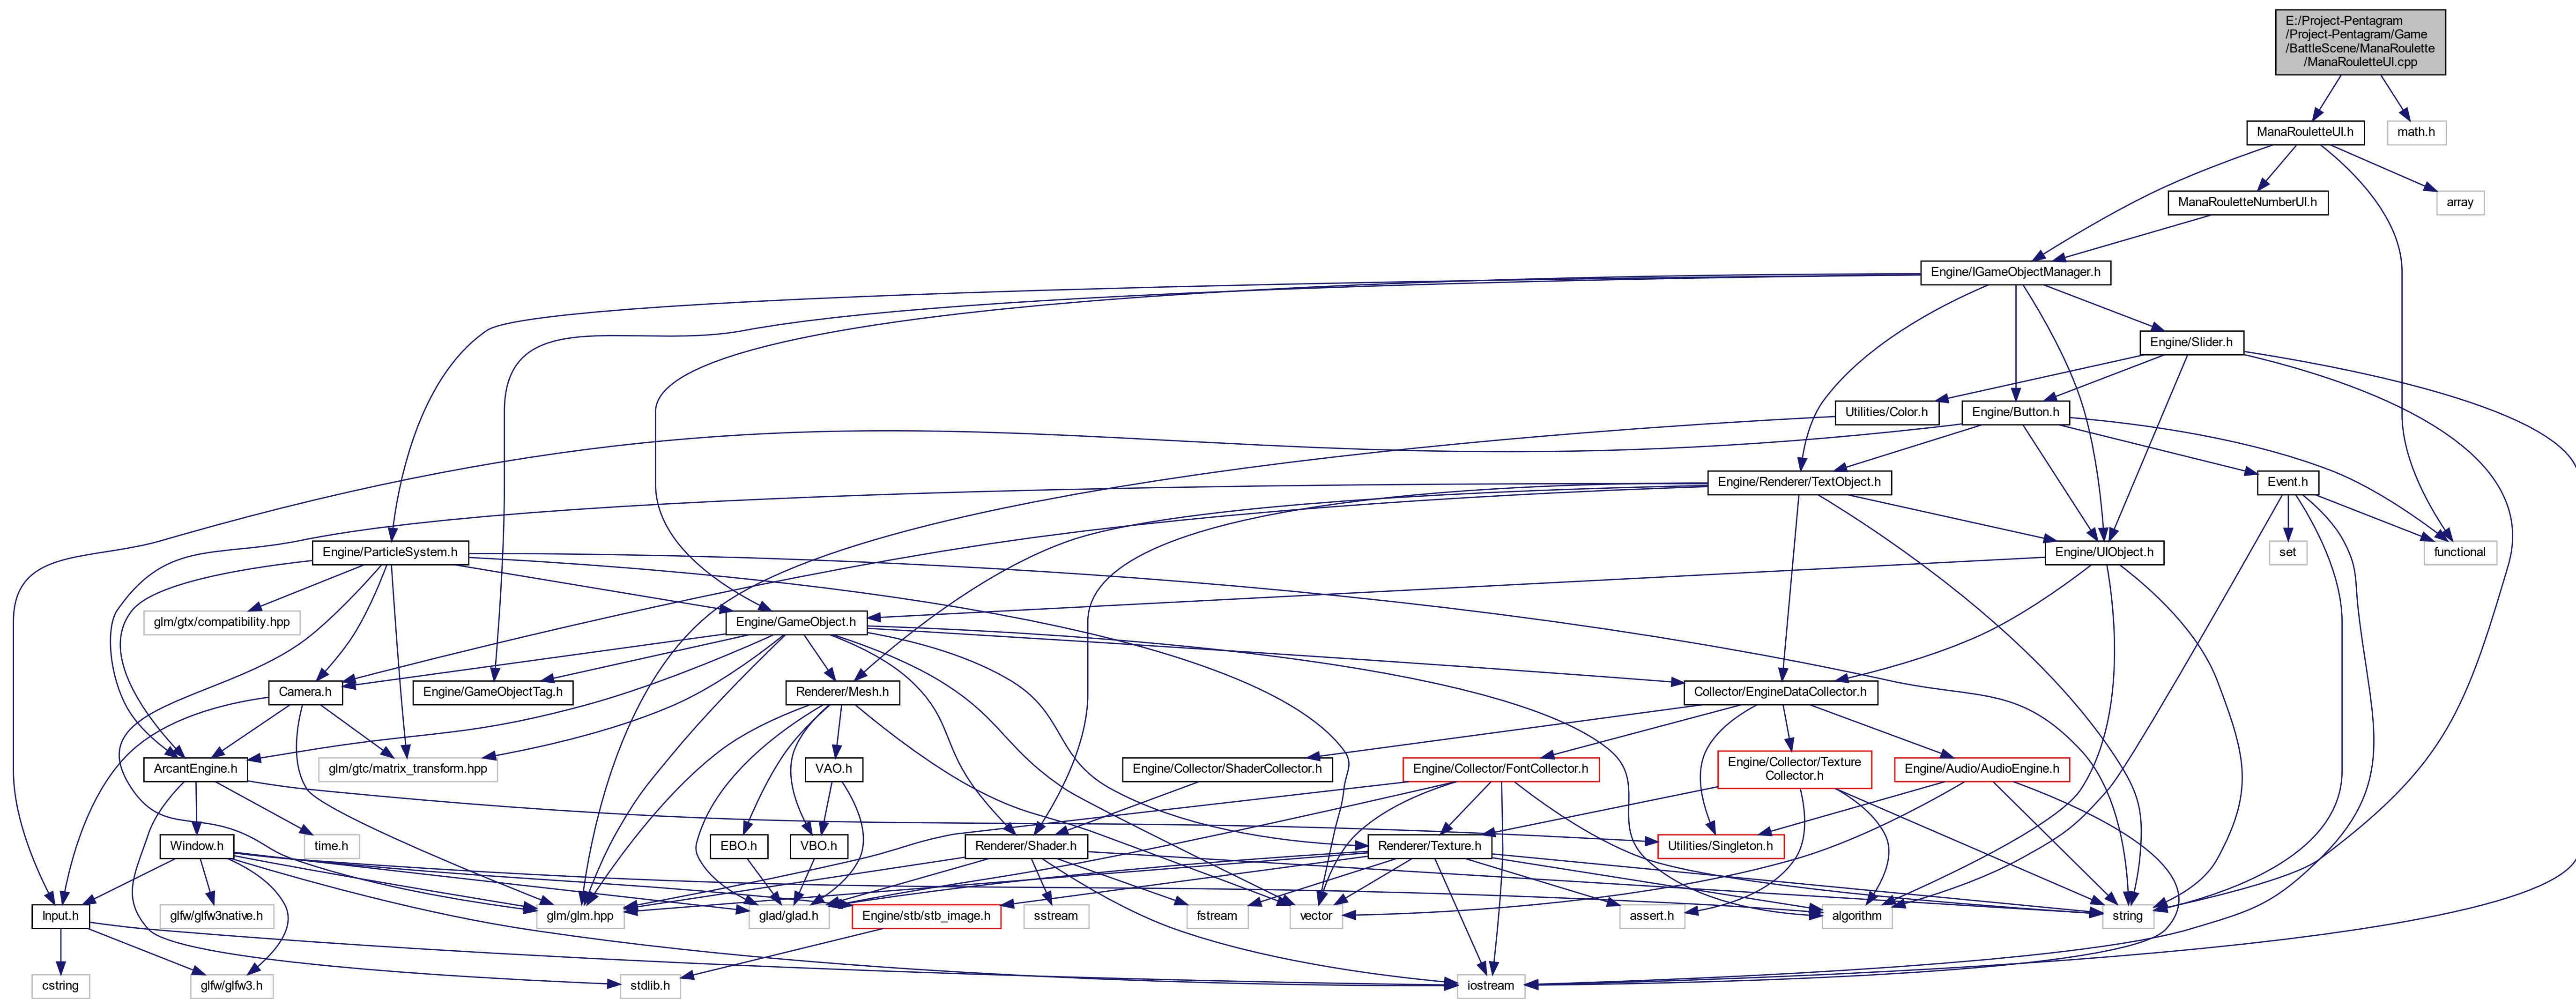 E:/Project-Pentagram
/Project-Pentagram/Game
/BattleScene/ManaRoulette
/ManaRouletteUI.cpp
ManaRouletteUI.h
math.h
ManaRouletteNumberUI.h
array
Engine/IGameObjectManager.h
Engine/Slider.h
Utilities/Color.h
Engine/Button.h
Engine/Renderer/TextObject.h
Event.h
Engine/ParticleSystem.h
Engine/UIObject.h
set
functional
glm/gtx/compatibility.hpp
Engine/GameObject.h
Camera.h
Engine/GameObjectTag.h
Renderer/Mesh.h
Collector/EngineDataCollector.h
ArcantEngine.h
glm/gtc/matrix_transform.hpp
VAO.h
Engine/Collector/ShaderCollector.h
Engine/Collector/FontCollector.h
Engine/Collector/Texture
Collector.h
Engine/Audio/AudioEngine.h
Window.h
time.h
EBO.h
VBO.h
Renderer/Shader.h
Renderer/Texture.h
Utilities/Singleton.h
Input.h
glfw/glfw3native.h
glm/glm.hpp
glad/glad.h
Engine/stb/stb_image.h
sstream
fstream
vector
assert.h
algorithm
string
cstring
glfw/glfw3.h
stdlib.h
iostream